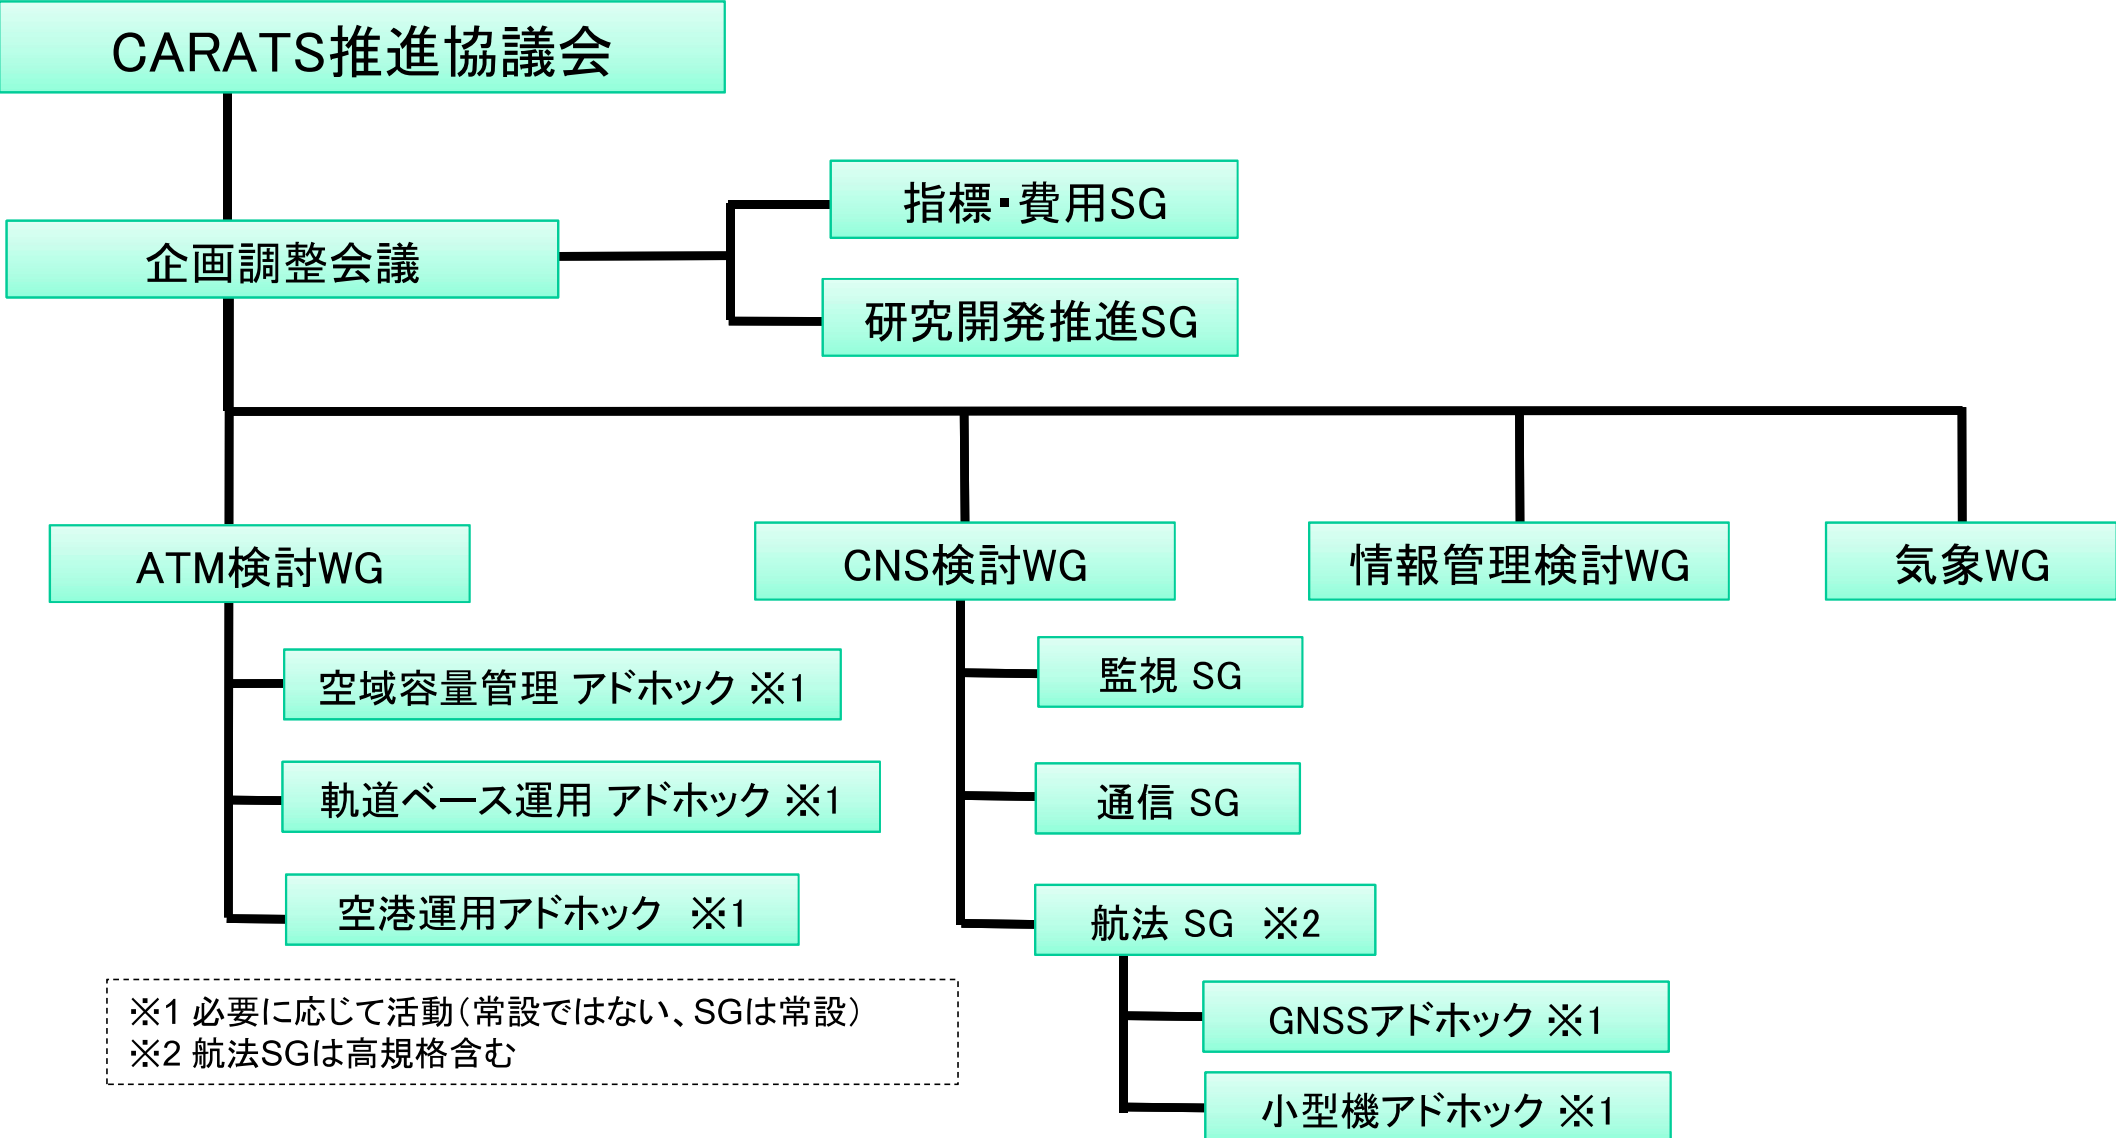 CARATS推進協議会
企画調整会議
指標・費用SG
研究開発推進SG
ATM検討WG
CNS検討WG
情報管理検討WG
気象WG
空域容量管理 アドホック ※1
軌道ベース運用 アドホック ※1
空港運用アドホック ※1
監視 SG
通信 SG
航法 SG ※2
GNSSアドホック ※1
小型機アドホック ※1
※1 必要に応じて活動（常設ではない、SGは常設）
※2 航法SGは高規格含む